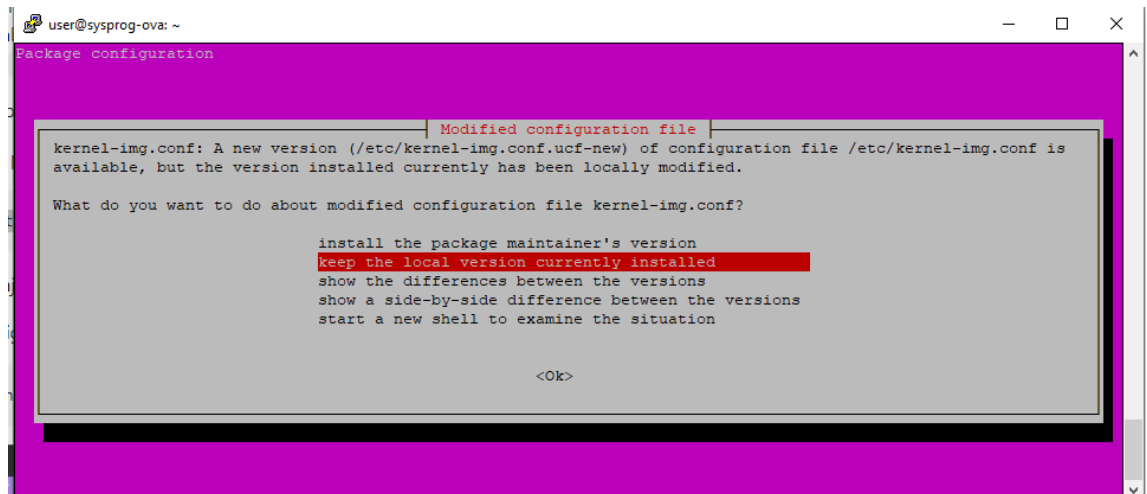 user@sysprog-ova: ~
Package configuration
Modified configuration file
kernel-img.conf: A new version (/etc/kernel-img.conf.ucf-new) of configuration file /etc/kernel-img.conf is
available, but the version installed currently has been locally modified.
What do you want to do about modified configuration file kernel-img.conf?
install the package maintainer's version
keep the local version currently installed
show the differences between the versions
show a side-by-side difference between the versions
start a new shell to examine the situation
<Ok>